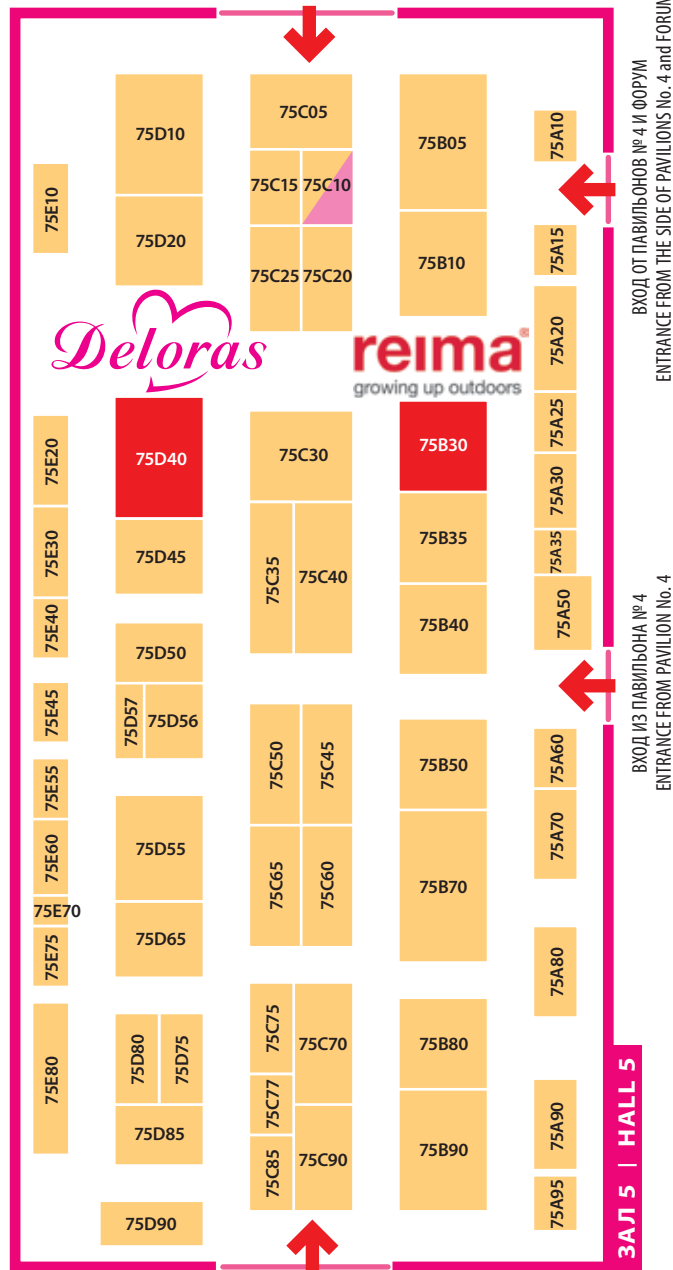 75C05
75D10
75B05
75A10
75C15
75C10
75E10
75D20
75C25
75C20
75B10
75A15
75A20
Deloras
reima®
growing up outdoors
75E20
75D40
75C30
75B30
75A25
75A30
75E30
75D45
75C35
75C40
75B35
75A35
75E40
75B40
75A50
75D50
75E45
75D57
75D56
75C50
75C45
75B50
75A60
75E55
75E60
75D55
75C65
75C60
75B70
75A70
75E70
75E75
75D65
75A80
75E80
75D80
75D75
75C75
75C70
75B80
75C77
75D85
75C85
75C90
75B90
75A90
75A95
75D90
ВХОД ОТ ПАВИЛЬОНОВ № 4 И ФОРУМ
ENTRANCE FROM THE SIDE OF PAVILIONS No. 4 and FORUM
ВХОД ИЗ ПАВИЛЬОНА № 4
ENTRANCE FROM PAVILION No. 4
ЗАЛ 5 | HALL 5